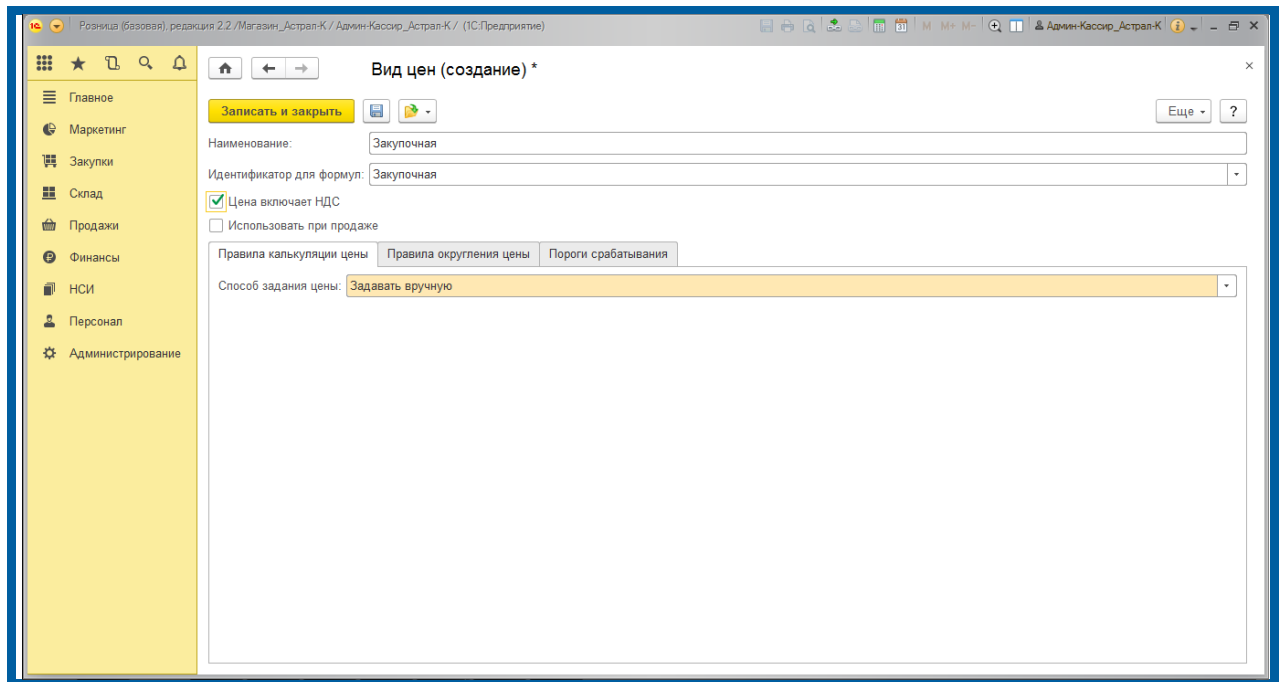 1С Розница (базовая), редакция 2.2 /Магазин_Астрал-К / Админ-Кассир_Астрал-К / (1С:Предприятие) 31 M M+ M- Админ-Кассир_Астрал-К
Вид цен (создание) *
Главное
Маркетинг
Закупки
Склад
Продажи
Финансы
НСИ
Персонал
Администрирование
Записать и закрыть Еще ?
Наименование: Закупочная
Идентификатор для формул: Закупочная
Цена включает НДС
Использовать при продаже
Правила калькуляции цены Правила округления цены Пороги срабатывания
Способ задания цены: Задавать вручную